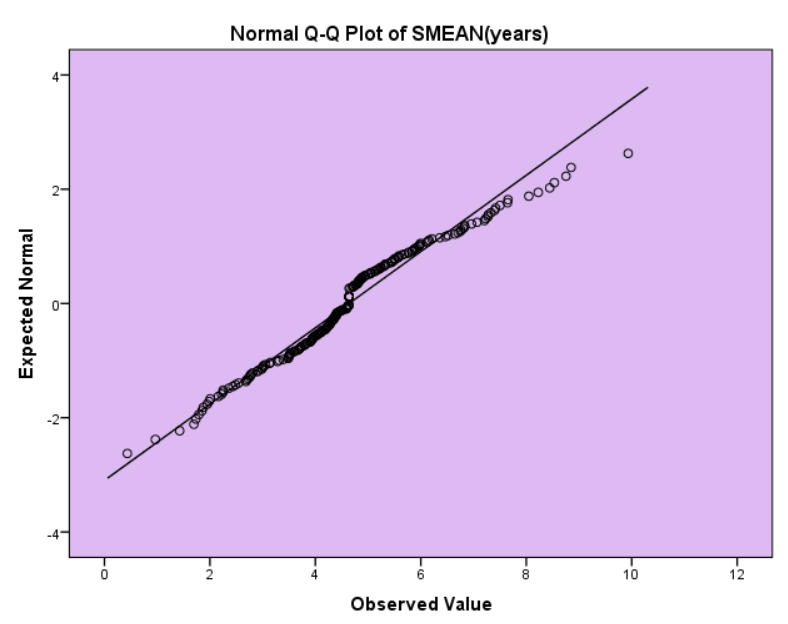 Normal Q-Q Plot of SMEAN(years)
4
2
0
-2
-4
Expected Normal
0 2 4 6 8 10 12
Observed Value